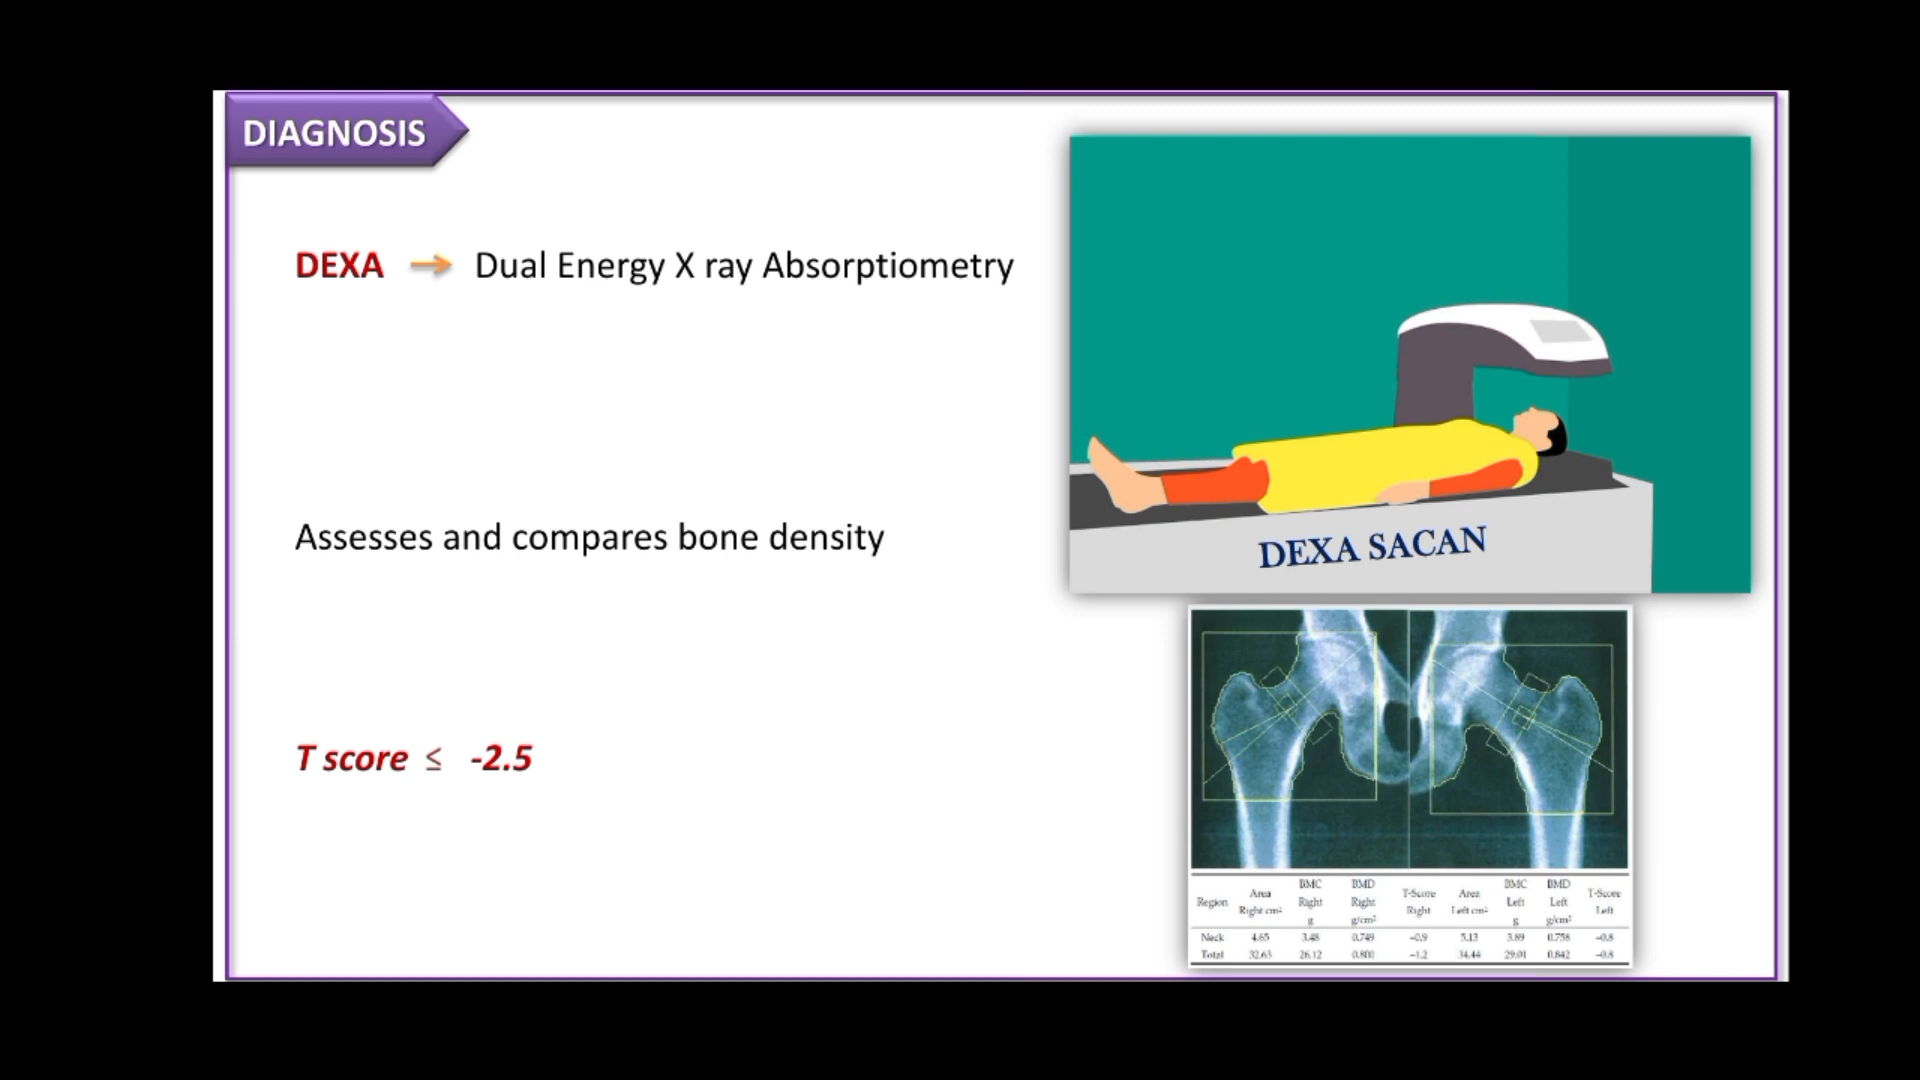 DIAGNOSIS
DEXA → Dual Energy X ray Absorptiometry
Assesses and compares bone density
T score ≤ -2.5
DEXA SACAN
Region Area Right cm² BMC Right g BMD Right g/cm² T-Score Right Area Left cm² BMC Left g BMD Left g/cm² T-Score Left
Neck 4.65 3.48 0.749 −0.9 5.13 3.89 0.758 −0.8
Total 32.63 26.12 0.800 −1.2 34.44 29.01 0.842 −0.8